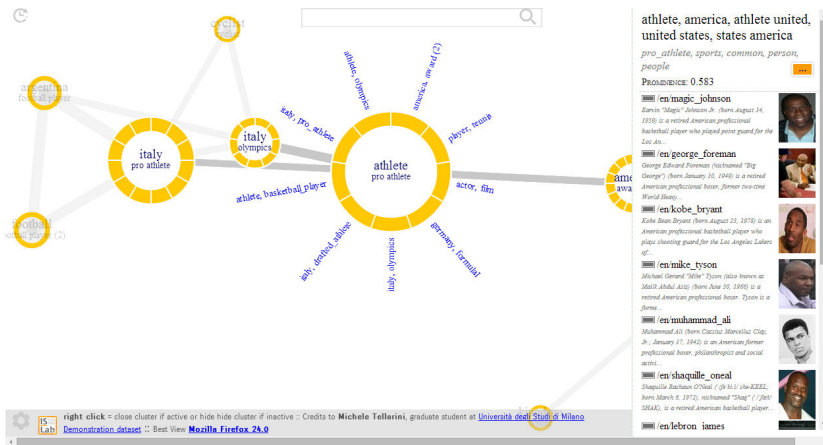 cyclist
cyclist
argentina
football player
italy
pro athlete
italy
olympics
athlete
pro athlete
athlete, olympics
america, award (2)
player, tennis
actor, film
germany, formula1
italy, olympics
italy, drafted_athlete
athlete, basketball_player
italy, pro_athlete
football
football player (2)
athlete, america, athlete united,
united states, states america
pro_athlete, sports, common, person,
people
PROMINENCE: 0.583
...
/en/magic_johnson
Earvin "Magic" Johnson Jr. (born August 14,
1959) is a retired American professional
basketball player who played point guard for the
Los An...
/en/george_foreman
George Edward Foreman (nicknamed "Big
George") (born January 10, 1949) is a retired
American professional boxer, former two-time
World Heavy...
/en/kobe_bryant
Kobe Bean Bryant (born August 23, 1978) is an
American professional basketball player who
plays shooting guard for the Los Angeles Lakers
of...
/en/mike_tyson
Michael Gerard "Mike" Tyson (also known as
Malik Abdul Aziz) (born June 30, 1966) is a
retired American professional boxer. Tyson is a
forme...
/en/muhammad_ali
Muhammad Ali (born Cassius Marcellus Clay,
Jr., January 17, 1942) is an American former
professional boxer, philanthropist and social
activi...
/en/shaquille_oneal
Shaquille Rashaun O'Neal
born March 6, 1972), nicknamed "Shaq"
SHAK), is a retired American basketball player...
/en/lebron_james
IS
Lab
right click = close cluster if active or hide hide cluster if inactive :: Credits to Michele Tellarini, graduate student at Università degli Studi di Milano
Demonstration dataset :: Best View Mozilla Firefox 24.0